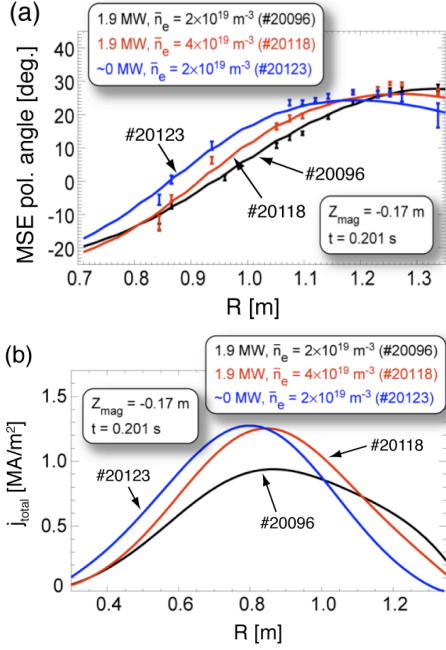 (a)
1.9 MW, n̄e = 2×10¹⁹ m⁻³ (#20096)
1.9 MW, n̄e = 4×10¹⁹ m⁻³ (#20118)
~0 MW, n̄e = 2×10¹⁹ m⁻³ (#20123)
MSE pol. angle [deg.]
40
30
20
10
0
-10
-20
#20123
#20096
#20118
Zmag = -0.17 m
t = 0.201 s
0.7 0.8 0.9 1.0 1.1 1.2 1.3
R [m]
(b)
1.9 MW, n̄e = 2×10¹⁹ m⁻³ (#20096)
1.9 MW, n̄e = 4×10¹⁹ m⁻³ (#20118)
~0 MW, n̄e = 2×10¹⁹ m⁻³ (#20123)
Zmag = -0.17 m
t = 0.201 s
jtotal [MA/m²]
1.5
1.0
0.5
0
#20123
#20118
#20096
0.4 0.6 0.8 1.0 1.2
R [m]